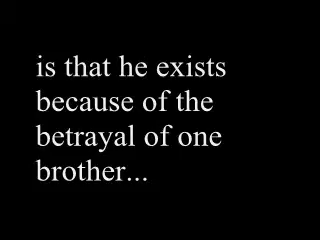 is that he exists
because of the
betrayal of one
brother...